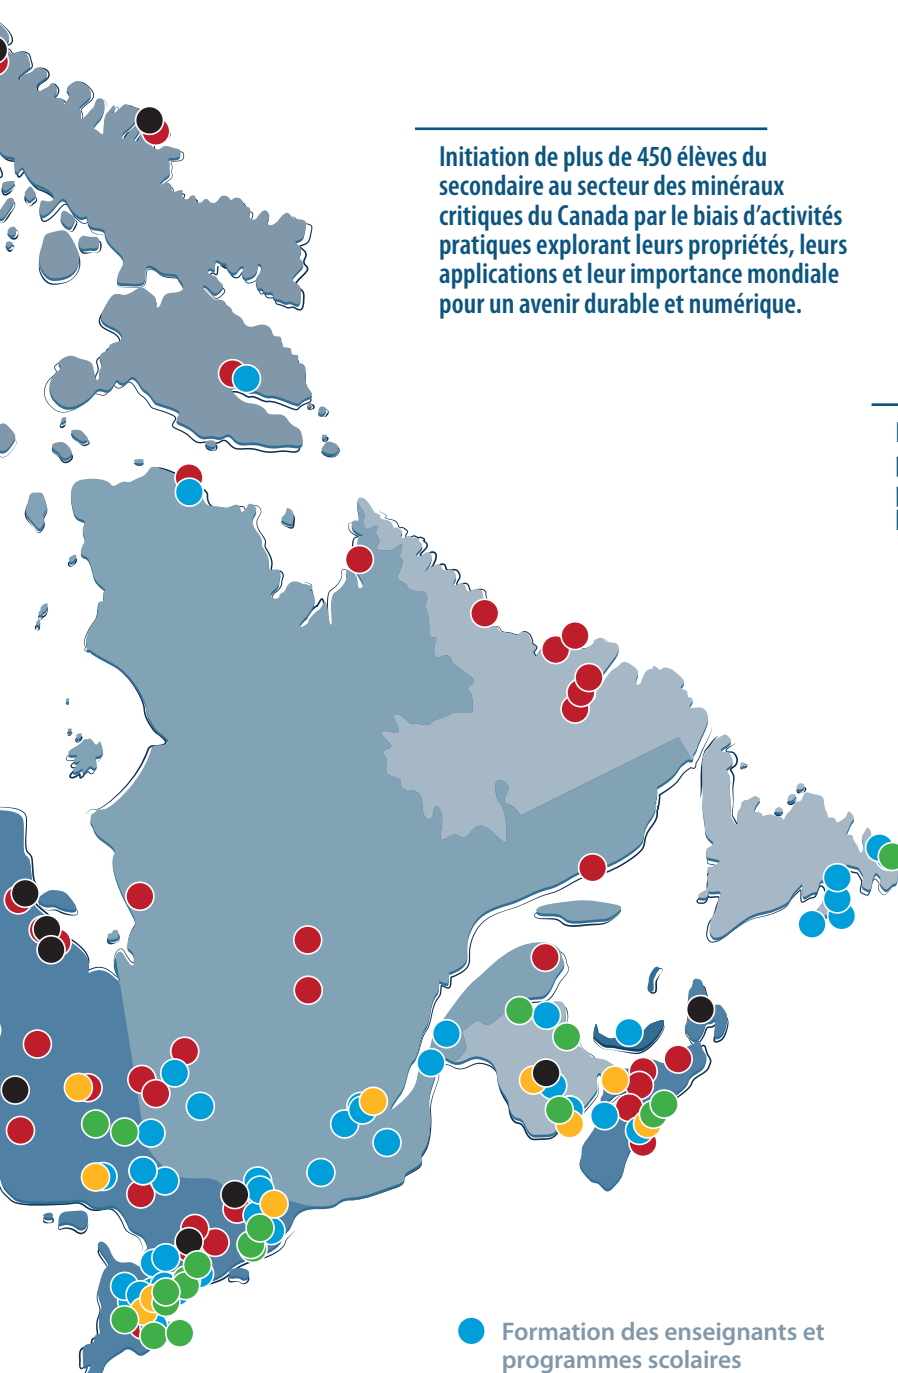 Initiation de plus de 450 élèves du
secondaire au secteur des minéraux
critiques du Canada par le biais d’activités
pratiques explorant leurs propriétés, leurs
applications et leur importance mondiale
pour un avenir durable et numérique.
Formation des enseignants et
programmes scolaires